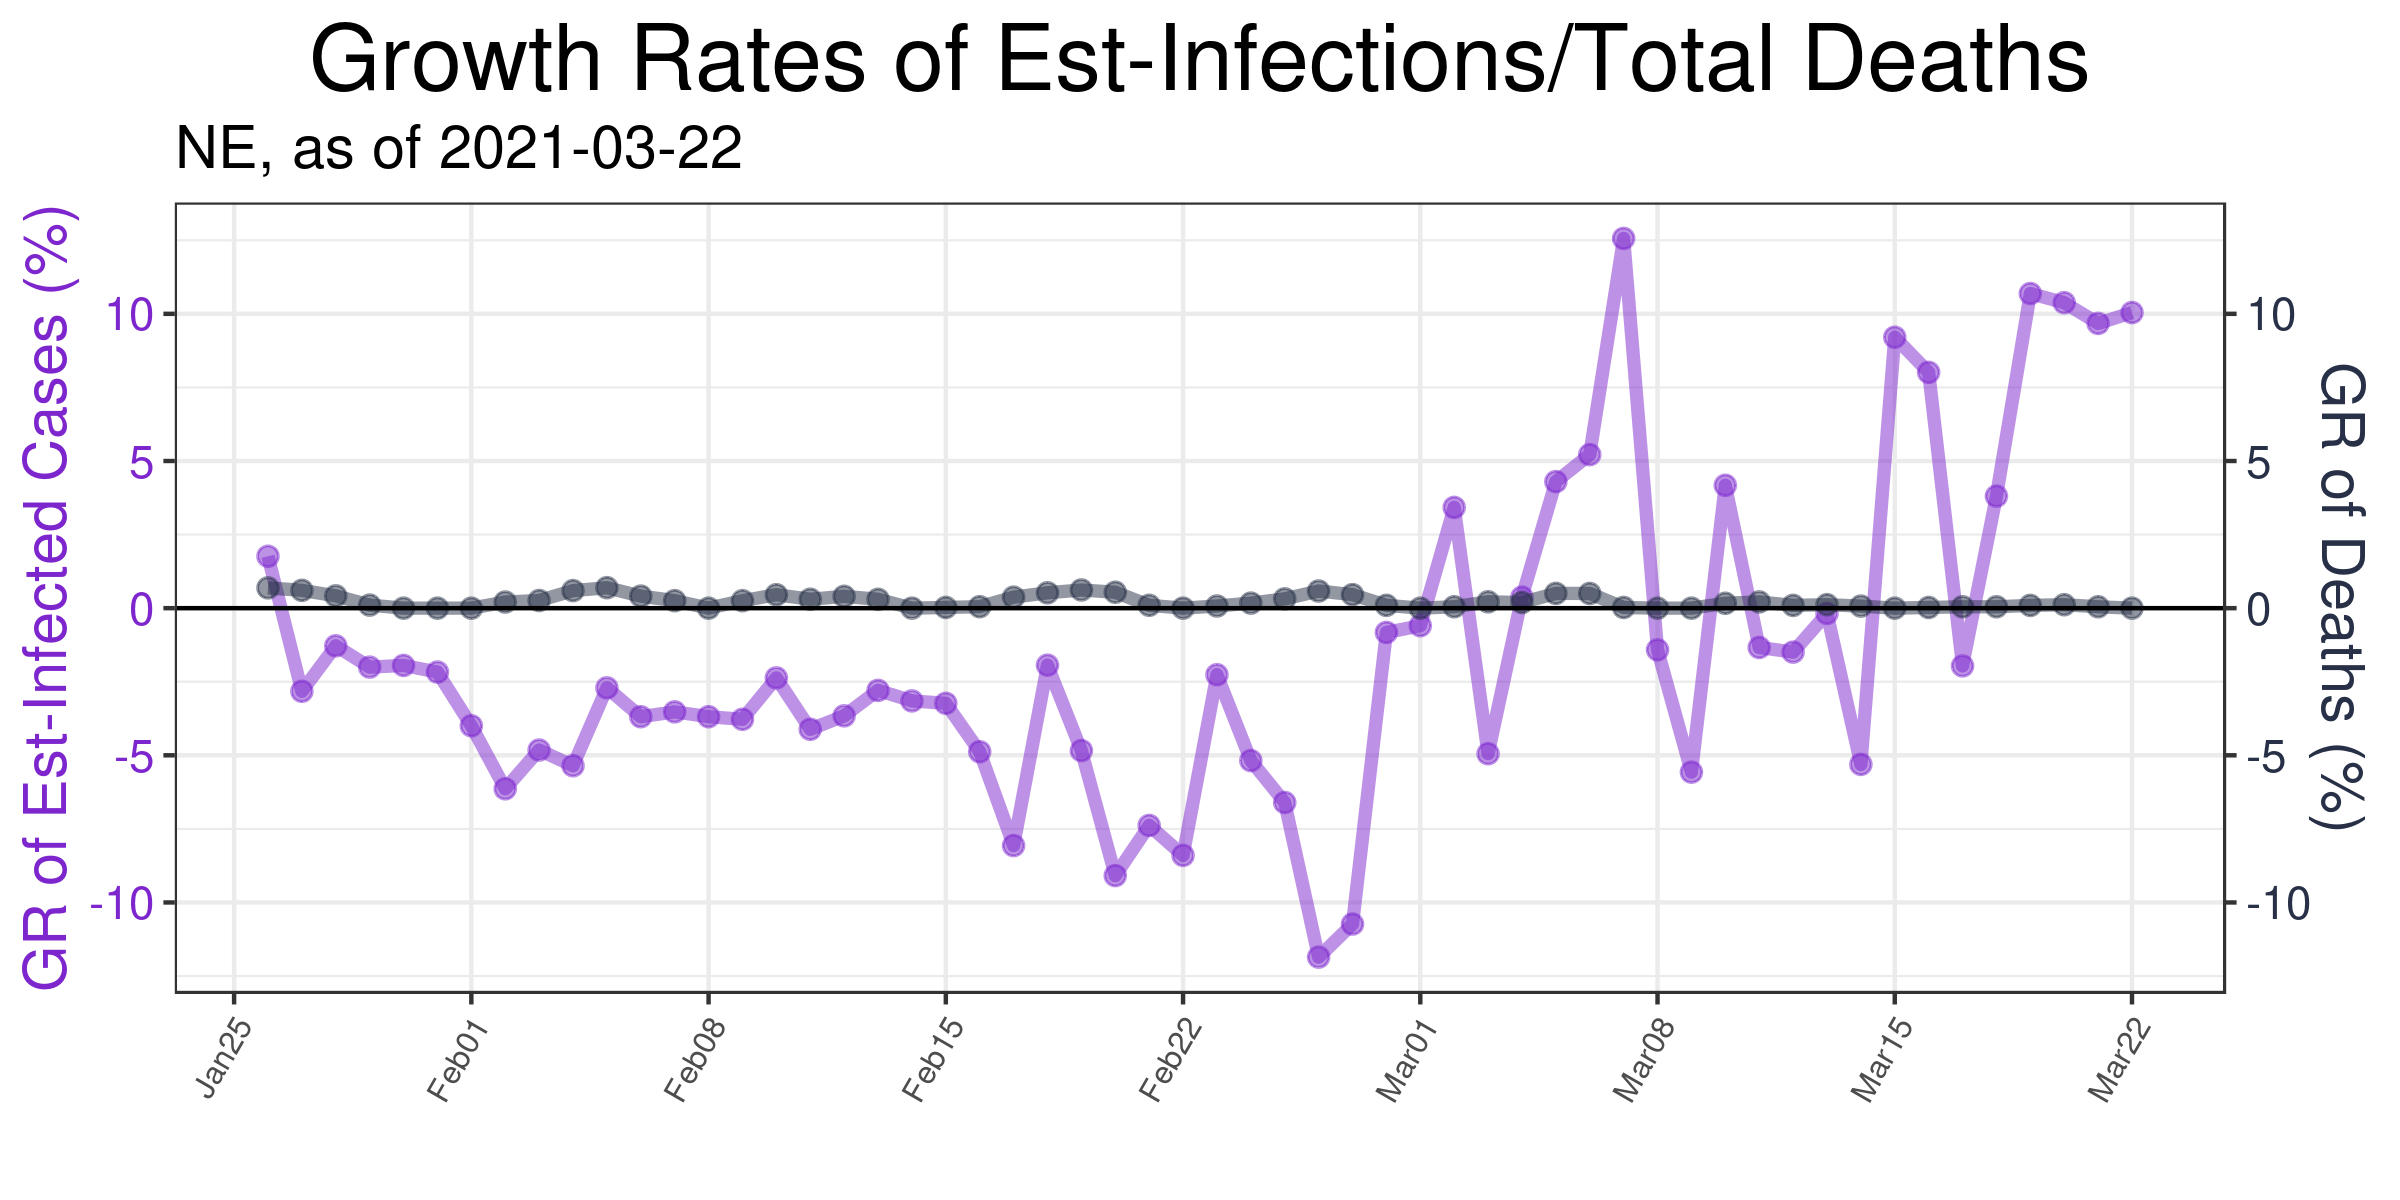 Growth Rates of Est-Infections/Total Deaths
NE, as of 2021-03-22
GR of Est-Infected Cases (%)
10
5
0
-5
-10
10
5
0
-5
-10
GR of Deaths (%)
Jan25
Feb01
Feb08
Feb15
Feb22
Mar01
Mar08
Mar15
Mar22